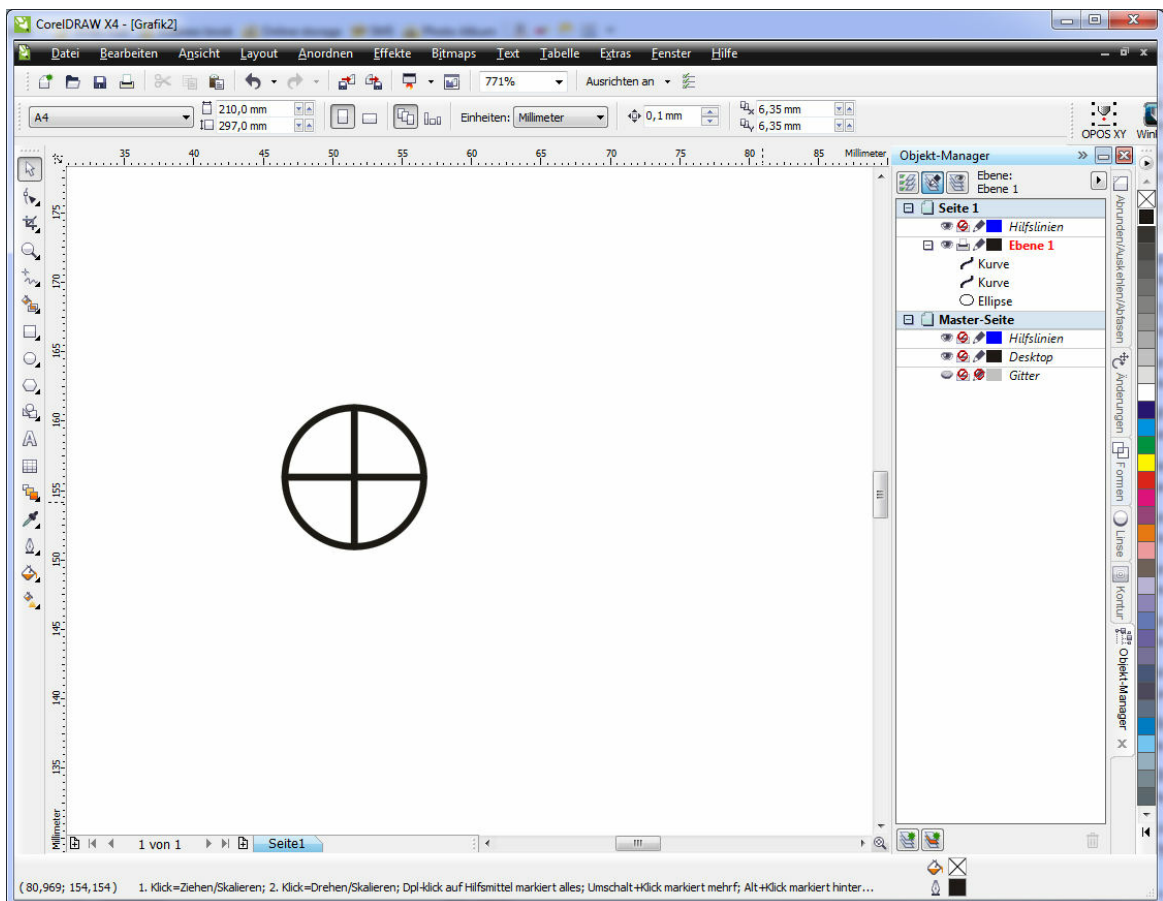 CorelDRAW X4 - [Grafik2]
Datei Bearbeiten Ansicht Layout Anordnen Effekte Bitmaps Text Tabelle Extras Fenster Hilfe
771% Ausrichten an
A4 210,0 mm 297,0 mm Einheiten: Millimeter 0,1 mm 6,35 mm 6,35 mm
OPOS XY
35 40 45 50 55 60 65 70 75 80 85 Millimeter
175
170
165
160
155
150
145
140
135
Millimeter
Objekt-Manager
Ebene:
Ebene 1
Seite 1
Hilfslinien
Ebene 1
Kurve
Kurve
Ellipse
Master-Seite
Hilfslinien
Desktop
Gitter
Abrunden/Auskehlen/Abfasen
Änderungen
Formen
Linse
Kontur
Objekt-Manager
1 von 1 Seite1
(80,969; 154,154) 1. Klick=Ziehen/Skalieren; 2. Klick=Drehen/Skalieren; Dpl-klick auf Hilfsmittel markiert alles; Umschalt+Klick markiert mehrf; Alt+Klick markiert hinter...